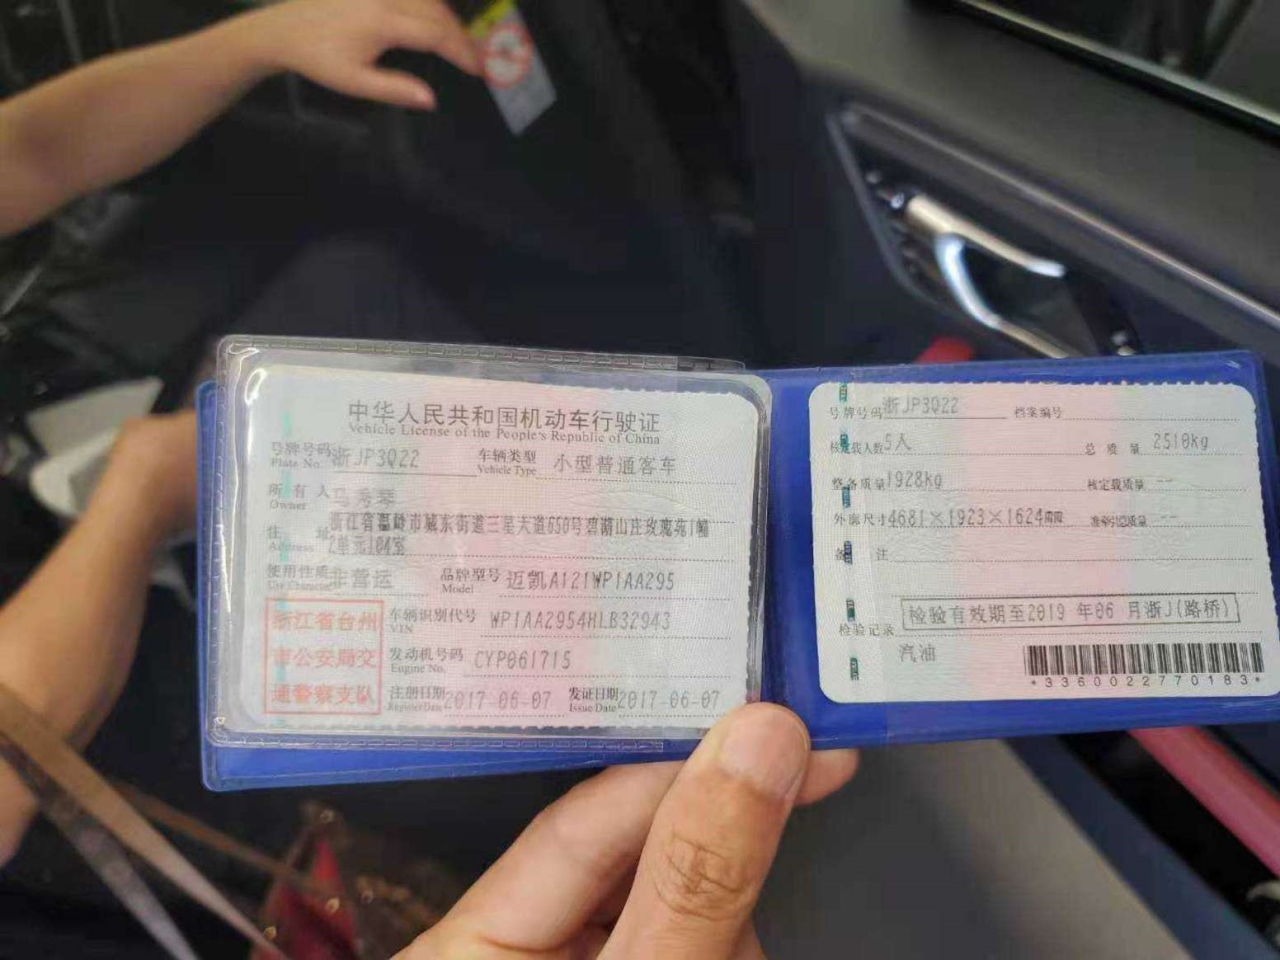 中华人民共和国机动车行驶证
Vehicle License of the People's Republic of China
号牌号码 浙JP3Q22 车辆类型 小型普通客车
Plate No. Vehicle Type
所有人 马
Owner
住址 浙江省温岭市城东街道三星大道650号碧湖山庄玫瑰苑1幢
Address 2单元104室
使用性质 非营运 品牌型号 迈凯A121WP1AA295
Use Character Model
浙江省台州
市公安局交
通警察支队
车辆识别代号 WP1AA2954HLB32943
VIN
发动机号码 CYP061715
Engine No.
注册日期 2017-06-07 发证日期 2017-06-07
Register Date Issue Date
号牌号码 浙JP3Q22 档案编号
核定载人数 5人 总质量 2510kg
整备质量 1928kg 核定载质量 --
外廓尺寸 4681×1923×1624mm 准牵引总质量 --
备注
检验有效期至2019 年06 月浙J(路桥)
检验记录
汽油
*3360022770183*